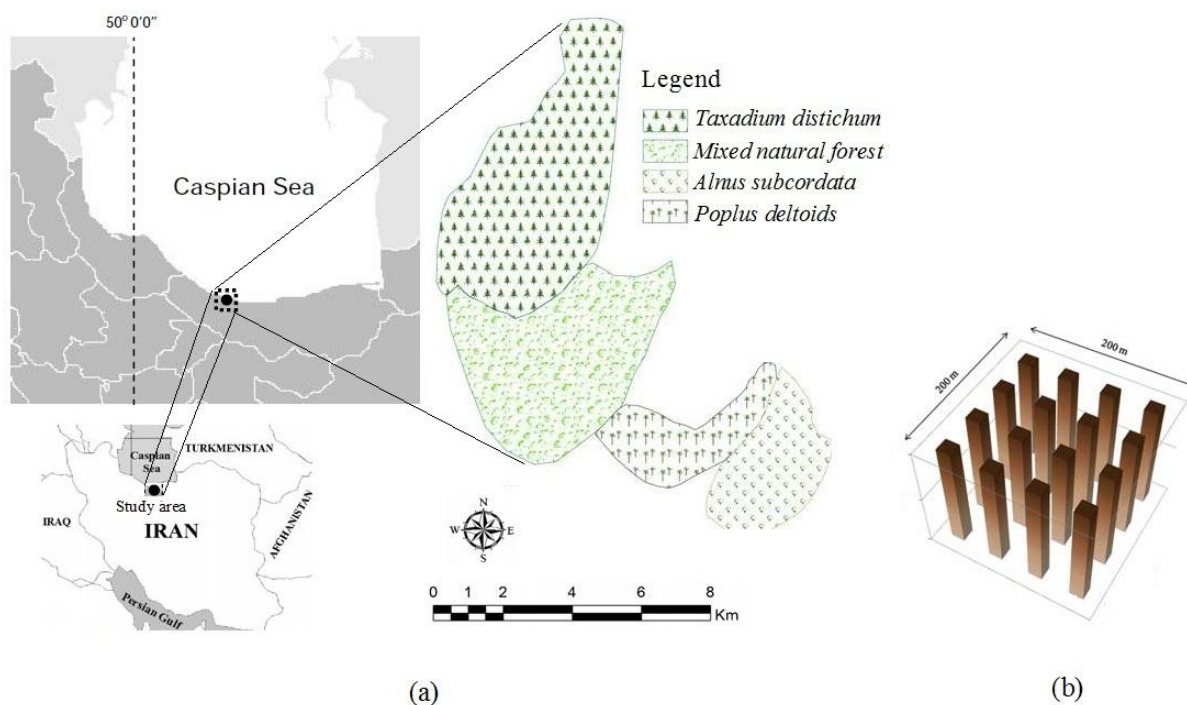 50° 0'0"
Caspian Sea
Legend
Taxadium distichum
Mixed natural forest
Alnus subcordata
Poplus deltoids
200 m
200 m
Caspian
Sea
TURKMENISTAN
Study area
IRAN
IRAQ
AFGHANISTAN
Persian Gulf
N
W
E
S
0 1 2 4 6 8
Km
(a)
(b)